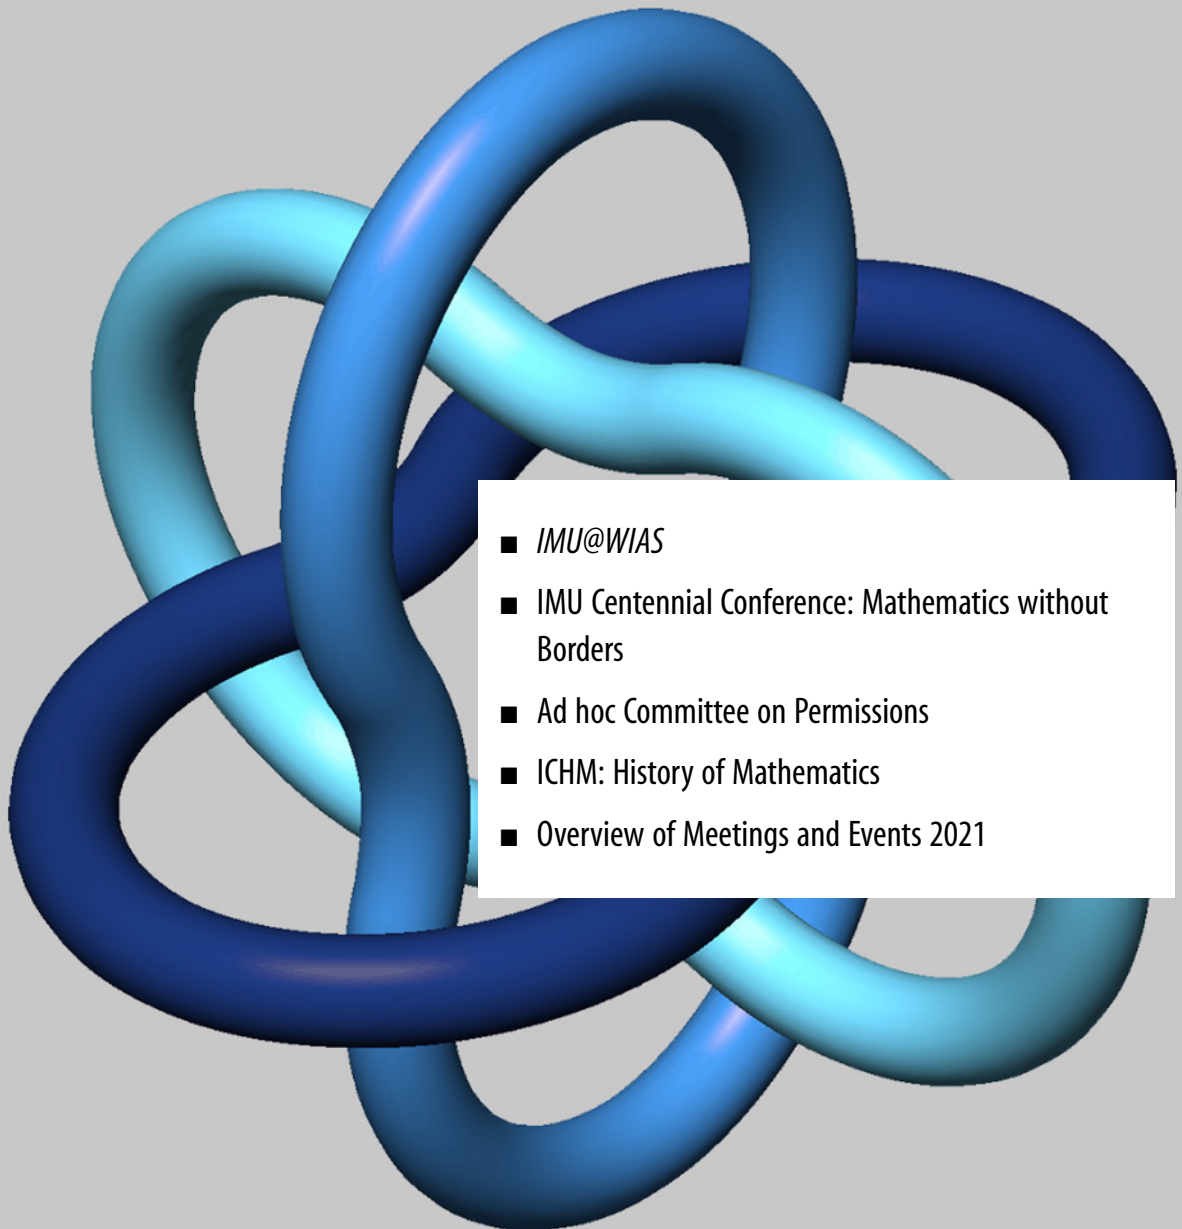 ■ IMU@WIAS
■ IMU Centennial Conference: Mathematics without
Borders
■ Ad hoc Committee on Permissions
■ ICHM: History of Mathematics
■ Overview of Meetings and Events 2021